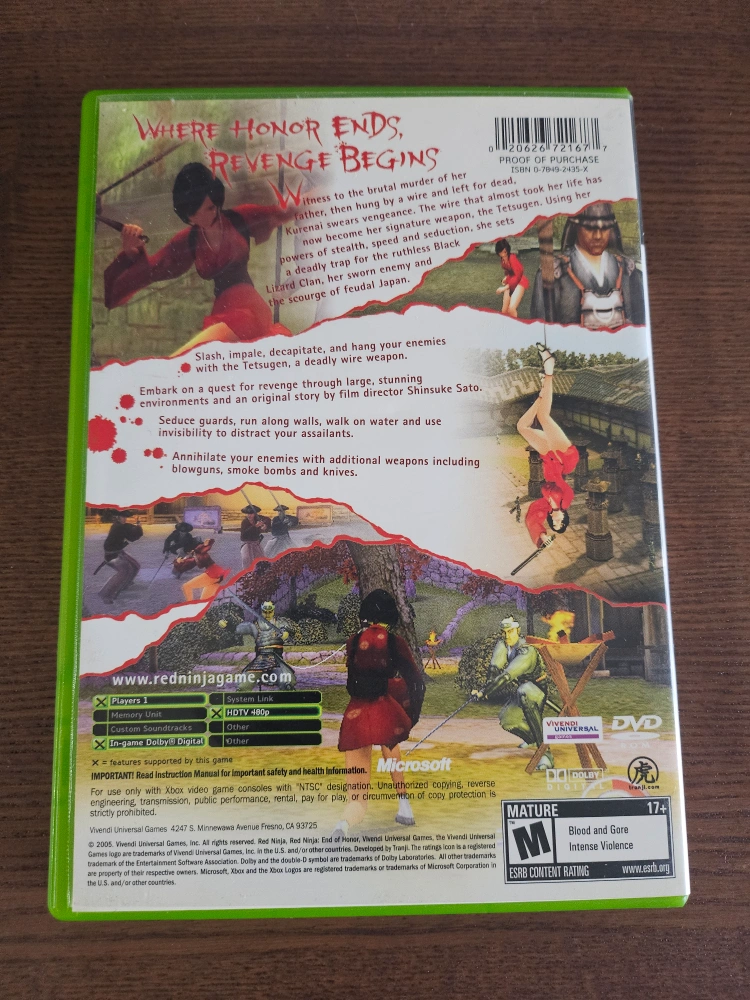 WHERE HONOR ENDS,
REVENGE BEGINS
0 20626 72167 7
PROOF OF PURCHASE
ISBN 0-7849-2435-X
Witness to the brutal murder of her
father, then hung by a wire and left for dead,
Kurenai swears vengeance. The wire that almost took her life has
now become her signature weapon, the Tetsugen. Using her
powers of stealth, speed and seduction, she sets
a deadly trap for the ruthless Black
Lizard Clan, her sworn enemy and
the scourge of feudal Japan.
Slash, impale, decapitate, and hang your enemies
with the Tetsugen, a deadly wire weapon.
Embark on a quest for revenge through large, stunning
environments and an original story by film director Shinsuke Sato.
Seduce guards, run along walls, walk on water and use
invisibility to distract your assailants.
Annihilate your enemies with additional weapons including
blowguns, smoke bombs and knives.
www.redninjagame.com
X Players 1
System Link
Memory Unit
X HDTV 480p
Custom Soundtracks
Other
X In-game Dolby® Digital
Other
X = features supported by this game
IMPORTANT! Read Instruction Manual for important safety and health information.
Microsoft
VIVENDI
UNIVERSAL
games
DVD
DOLBY
DIGITAL
虎
tranji.com
For use only with Xbox video game consoles with "NTSC" designation. Unauthorized copying, reverse
engineering, transmission, public performance, rental, pay for play, or circumvention of copy protection is
strictly prohibited.
Vivendi Universal Games 4247 S. Minnewawa Avenue Fresno, CA 93725
© 2005. Vivendi Universal Games, Inc. All rights reserved. Red Ninja, Red Ninja: End of Honor, Vivendi Universal Games, the Vivendi Universal
Games logo are trademarks of Vivendi Universal Games, Inc. in the U.S. and/or other countries. Developed by Tranji. The ratings icon is a registered
trademark of the Entertainment Software Association. Dolby and the double-D symbol are trademarks of Dolby Laboratories. All other trademarks
are property of their respective owners. Microsoft, Xbox and the Xbox Logos are registered trademarks or trademarks of Microsoft Corporation in
the U.S. and/or other countries.
MATURE 17+
M
TM
Blood and Gore
Intense Violence
ESRB CONTENT RATING www.esrb.org